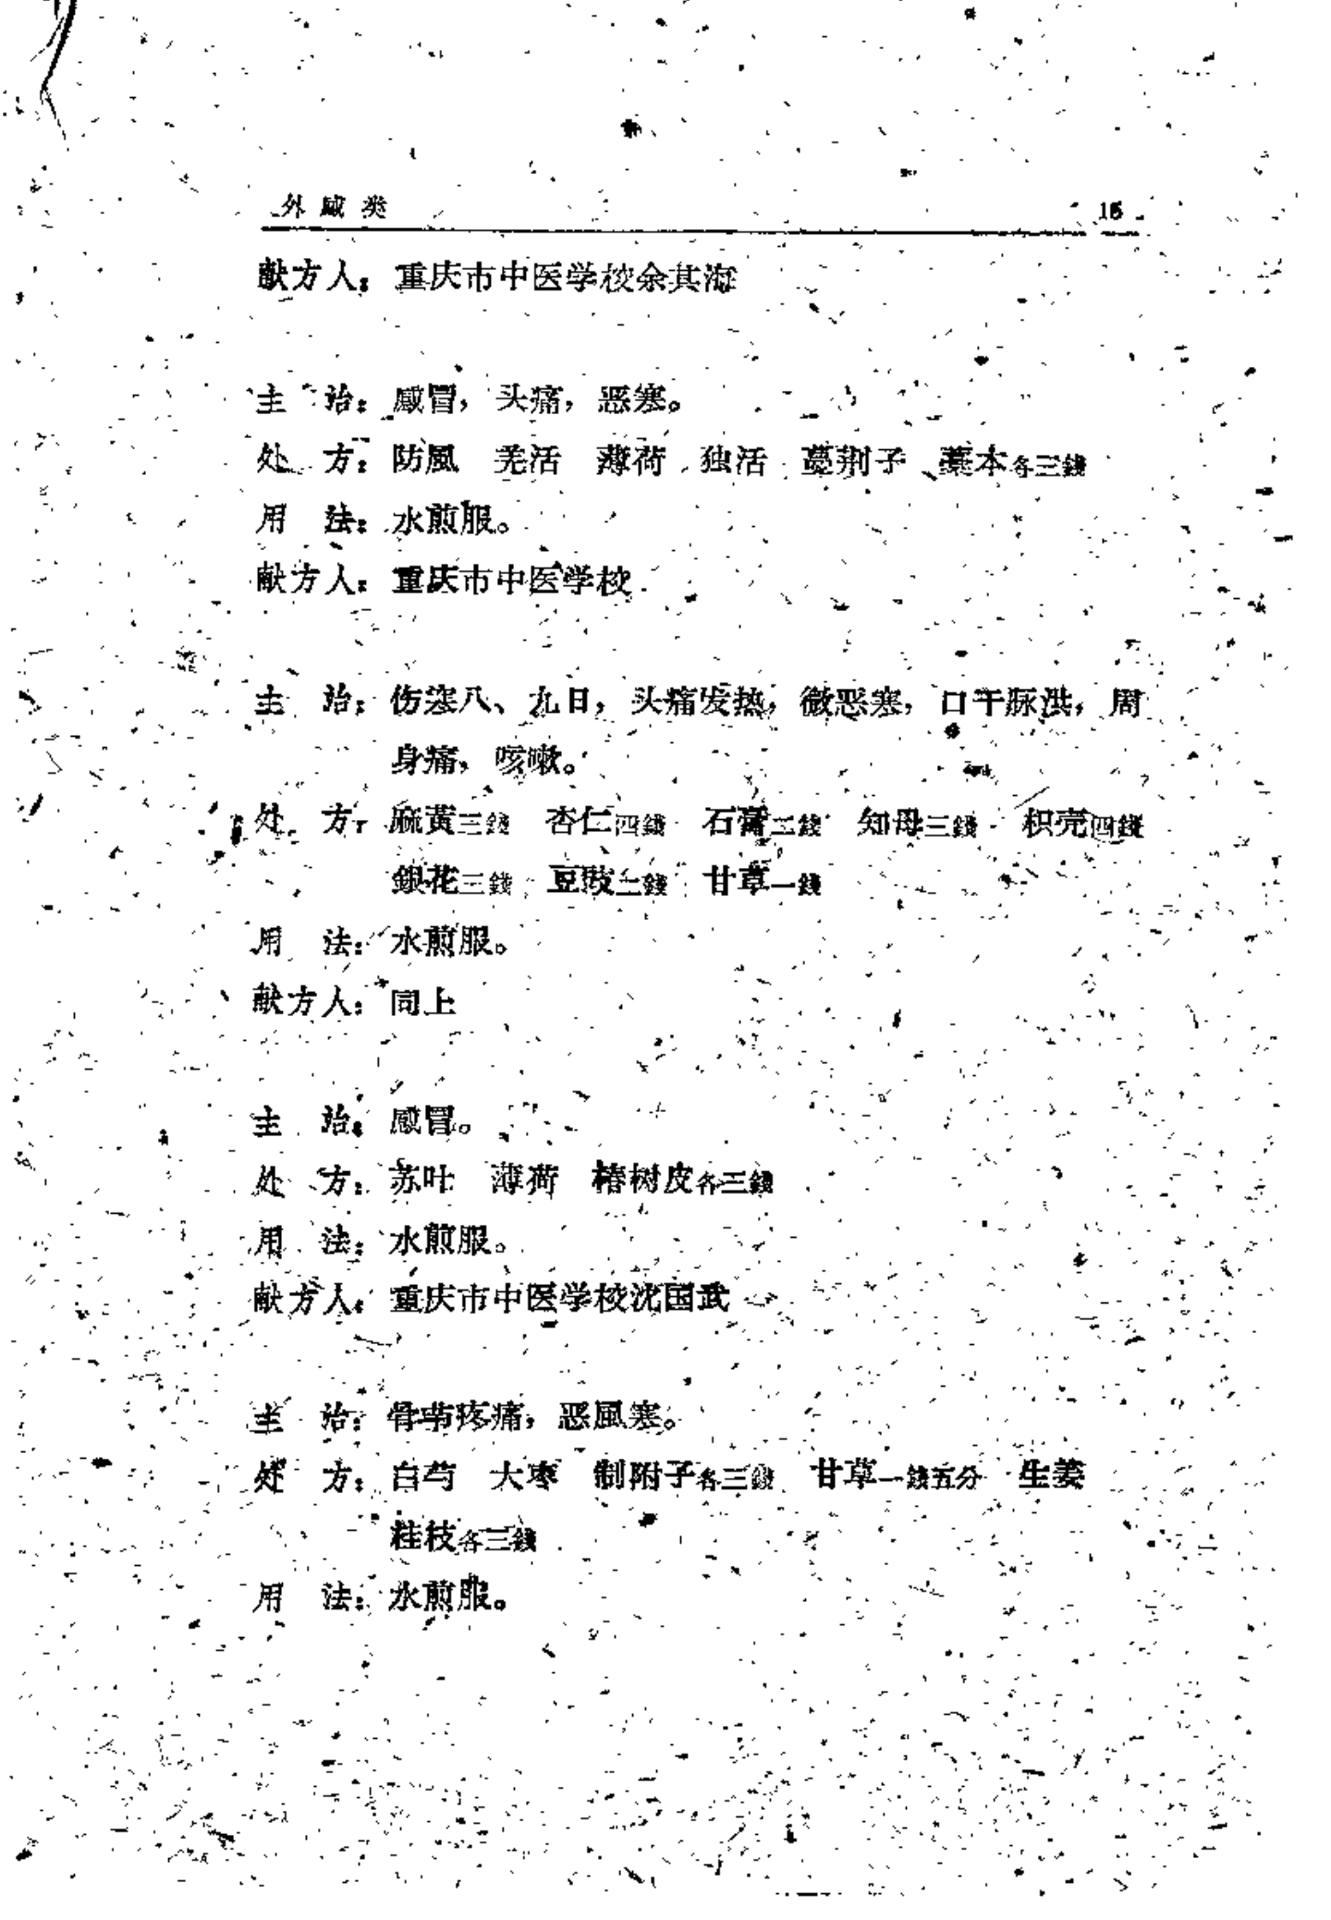 外感类 15
献方人：重庆市中医学校余其海
主　治：感冒，头痛，恶寒。
处　方：防風　羌活　薄荷　独活　蔓荆子　藁本各三錢
用　法：水煎服。
献方人：重庆市中医学校
主　治：伤寒八、九日，头痛发热，微恶寒，口干脈洪，周
身痛，咳嗽。
处　方：麻黄三錢　杏仁四錢　石膏三錢　知母三錢　枳壳四錢
銀花三錢　豆豉二錢　甘草一錢
用　法：水煎服。
献方人：同上
主　治：感冒。
处　方：苏叶　薄荷　椿树皮各三錢
用　法：水煎服。
献方人：重庆市中医学校沈国武
主　治：骨节疼痛，恶風寒。
处　方：白芍　大枣　制附子各三錢　甘草一錢五分　生姜
桂枝各三錢
用　法：水煎服。